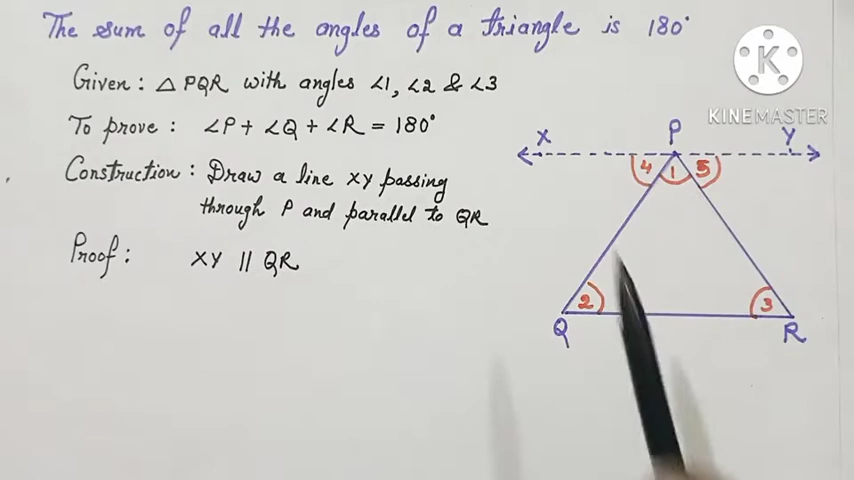 The sum of all the angles of a triangle is 180°
Given : △ PQR with angles ∠1, ∠2 & ∠3
To prove : ∠P + ∠Q + ∠R = 180°
Construction : Draw a line XY passing
through P and parallel to QR
Proof : XY || QR
K
KINEMASTER
X P Y
4 1 5
2 3
Q R